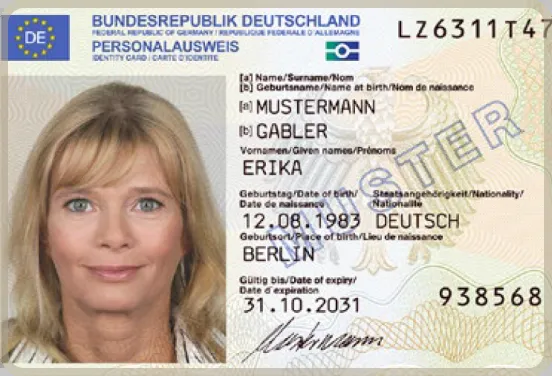 BUNDESREPUBLIK DEUTSCHLAND
FEDERAL REPUBLIC OF GERMANY / REPUBLIQUE FEDERALE D'ALLEMAGNE
PERSONALAUSWEIS
IDENTITY CARD / CARTE D'IDENTITE
DE
LZ6311T47
[a] Name/Surname/Nom
[b] Geburtsname/Name at birth/Nom de naissance
[a] MUSTERMANN
[b] GABLER
Vornamen/Given names/Prénoms
ERIKA
Geburtstag/Date of birth/ Staatsangehörigkeit/Nationality/
Date de naissance Nationalité
12.08.1983 DEUTSCH
Geburtsort/Place of birth/Lieu de naissance
BERLIN
Gültig bis/Date of expiry/
Date d'expiration
31.10.2031
938568
Mustermann
MUSTER